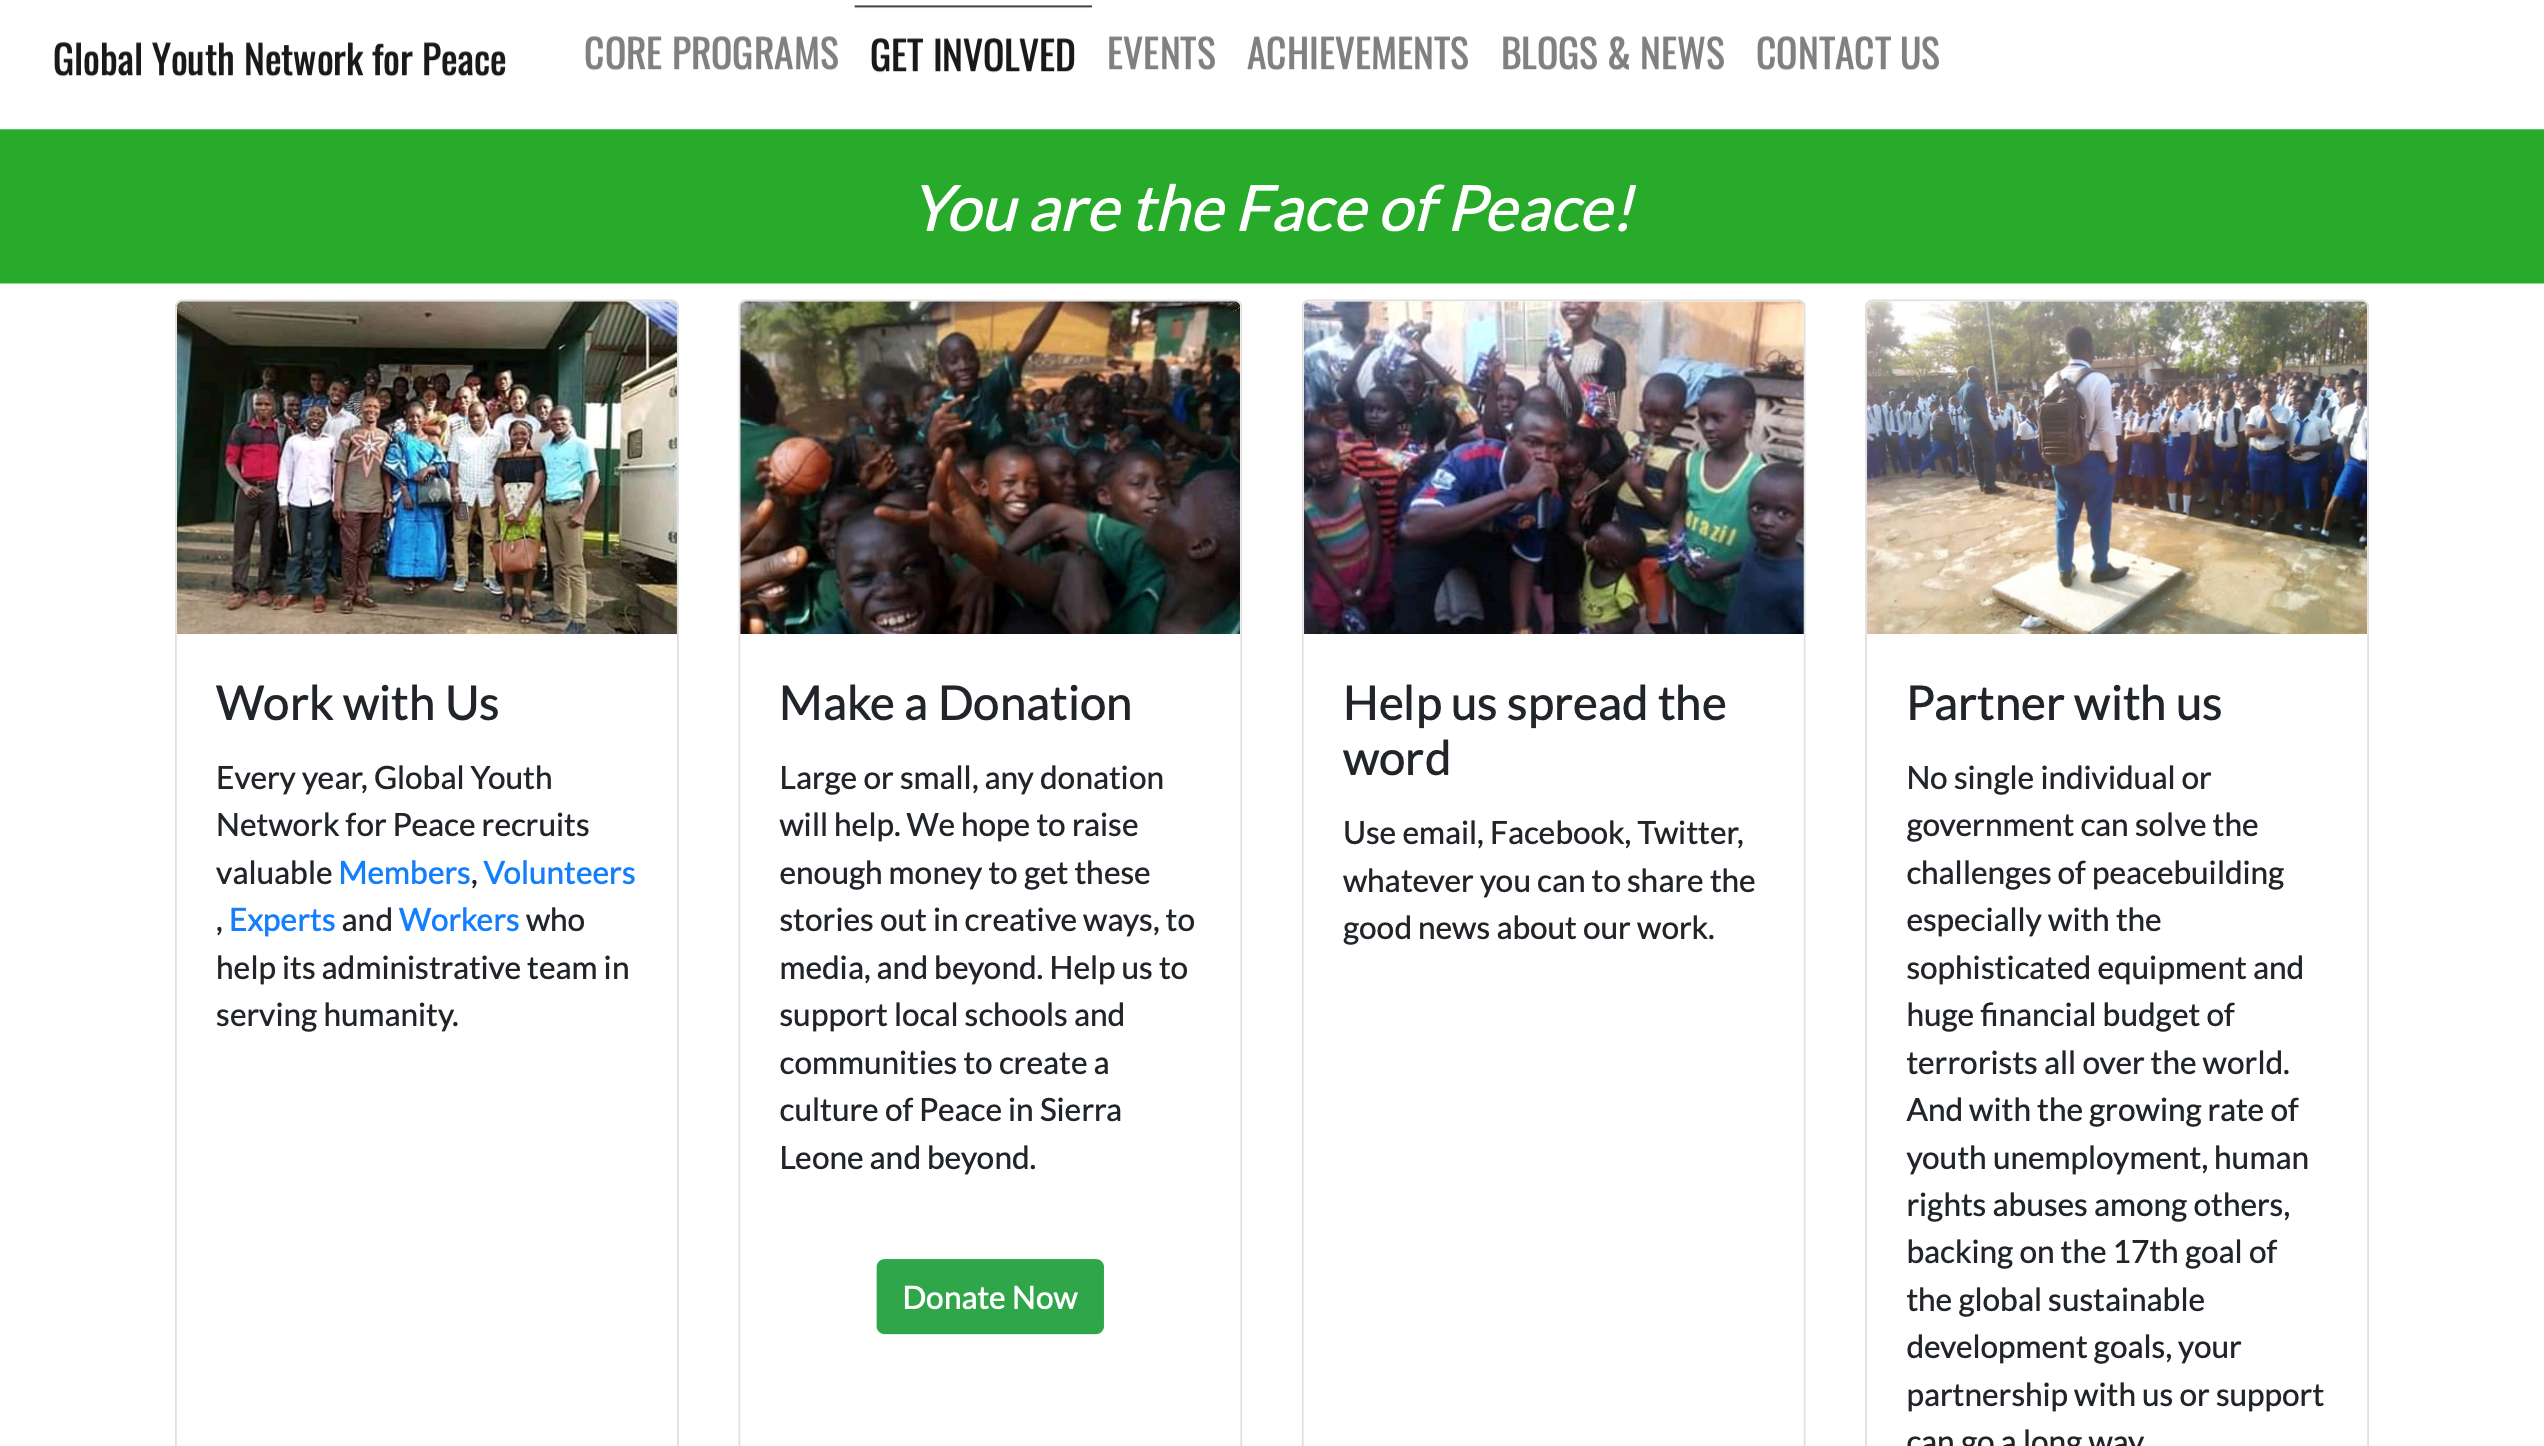 Global Youth Network for Peace
CORE PROGRAMS
GET INVOLVED
EVENTS
ACHIEVEMENTS
BLOGS & NEWS
CONTACT US
You are the Face of Peace!
Work with Us
Every year, Global Youth
Network for Peace recruits
valuable Members, Volunteers
, Experts and Workers who
help its administrative team in
serving humanity.
Make a Donation
Large or small, any donation
will help. We hope to raise
enough money to get these
stories out in creative ways, to
media, and beyond. Help us to
support local schools and
communities to create a
culture of Peace in Sierra
Leone and beyond.
Donate Now
Help us spread the
word
Use email, Facebook, Twitter,
whatever you can to share the
good news about our work.
Partner with us
No single individual or
government can solve the
challenges of peacebuilding
especially with the
sophisticated equipment and
huge financial budget of
terrorists all over the world.
And with the growing rate of
youth unemployment, human
rights abuses among others,
backing on the 17th goal of
the global sustainable
development goals, your
partnership with us or support
can go a long way